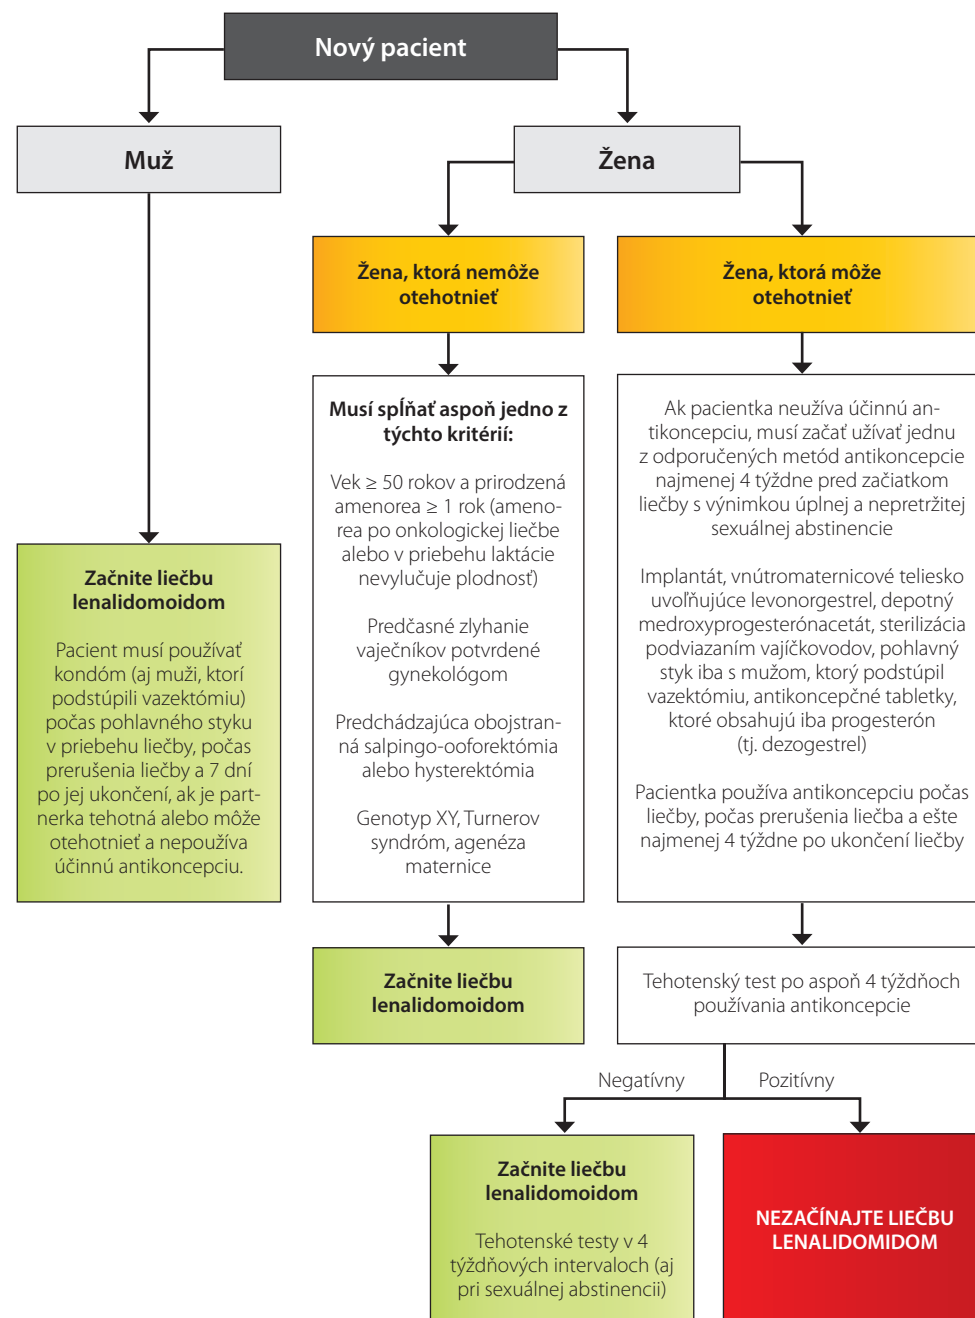 Nový pacient
Muž
Žena
Žena, ktorá nemôže
otehotnieť
Žena, ktorá môže
otehotnieť
Musí spĺňať aspoň jedno z
týchto kritérií:
Vek ≥ 50 rokov a prirodzená
amenorea ≥ 1 rok (ameno-
rea po onkologickej liečbe
alebo v priebehu laktácie
nevylučuje plodnosť)
Predčasné zlyhanie
vaječníkov potvrdené
gynekológom
Predchádzajúca obojstran-
ná salpingo-ooforektómia
alebo hysterektómia
Genotyp XY, Turnerov
syndróm, agenéza
maternice
Ak pacientka neužíva účinnú an-
tikoncepciu, musí začať užívať jednu
z odporučených metód antikoncepcie
najmenej 4 týždne pred začiatkom
liečby s výnimkou úplnej a nepretržitej
sexuálnej abstinencie
Implantát, vnútromaternicové teliesko
uvoľňujúce levonorgestrel, depotný
medroxyprogesterónacetát, sterilizácia
podviazaním vajíčkovodov, pohlavný
styk iba s mužom, ktorý podstúpil
vazektómiu, antikoncepčné tabletky,
ktoré obsahujú iba progesterón
(tj. dezogestrel)
Pacientka používa antikoncepciu počas
liečby, počas prerušenia liečba a ešte
najmenej 4 týždne po ukončení liečby
Začnite liečbu
lenalidomoidom
Pacient musí používať
kondóm (aj muži, ktorí
podstúpili vazektómiu)
počas pohlavného styku
v priebehu liečby, počas
prerušenia liečby a 7 dní
po jej ukončení, ak je part-
nerka tehotná alebo môže
otehotnieť a nepoužíva
účinnú antikoncepciu.
Začnite liečbu
lenalidomoidom
Tehotenský test po aspoň 4 týždňoch
používania antikoncepcie
Negatívny
Pozitívny
Začnite liečbu
lenalidomoidom
Tehotenské testy v 4
týždňových intervaloch (aj
pri sexuálnej abstinencii)
NEZAČÍNAJTE LIEČBU
LENALIDOMIDOM